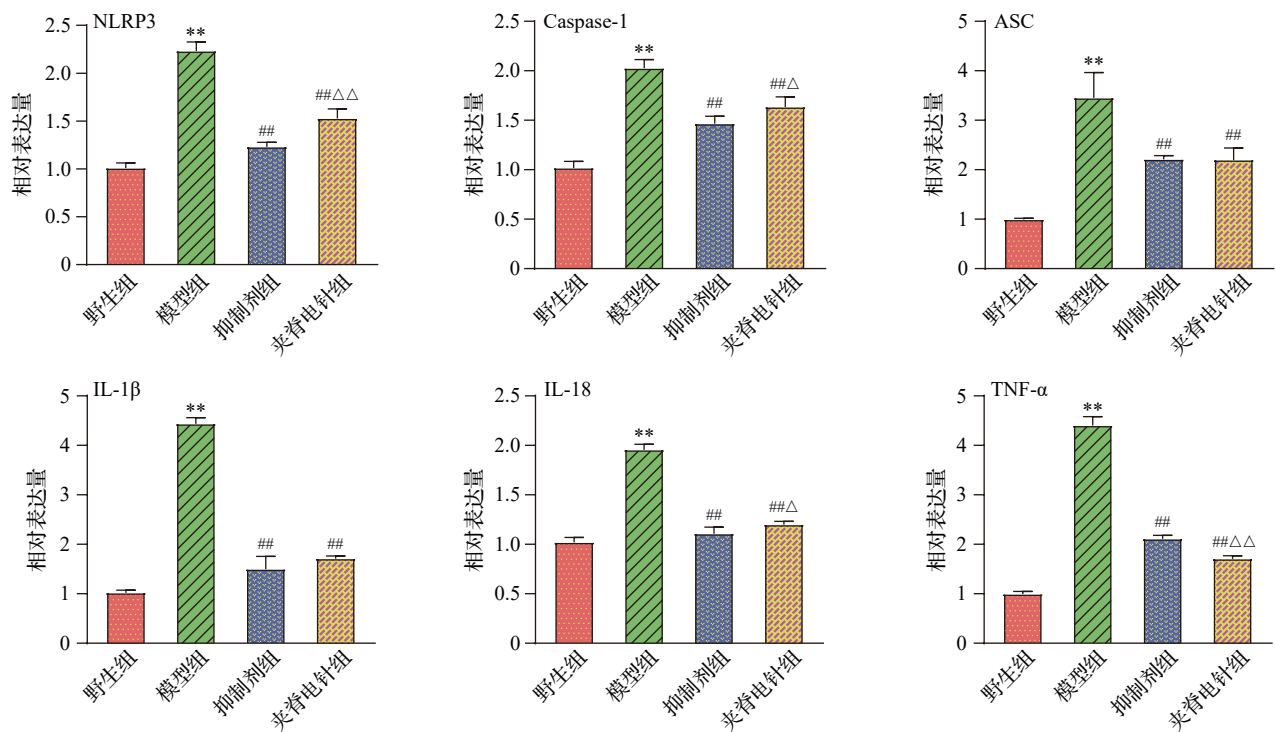 NLRP3
相对表达量
2.5
2.0
1.5
1.0
0.5
0
**
##
##△△
野生组
模型组
抑制剂组
夹脊电针组
Caspase-1
相对表达量
2.5
2.0
1.5
1.0
0.5
0
**
##
##△
野生组
模型组
抑制剂组
夹脊电针组
ASC
相对表达量
5
4
3
2
1
0
**
##
##
野生组
模型组
抑制剂组
夹脊电针组
IL-1β
相对表达量
5
4
3
2
1
0
**
##
##
野生组
模型组
抑制剂组
夹脊电针组
IL-18
相对表达量
2.5
2.0
1.5
1.0
0.5
0
**
##
##△
野生组
模型组
抑制剂组
夹脊电针组
TNF-α
相对表达量
5
4
3
2
1
0
**
##
##△△
野生组
模型组
抑制剂组
夹脊电针组